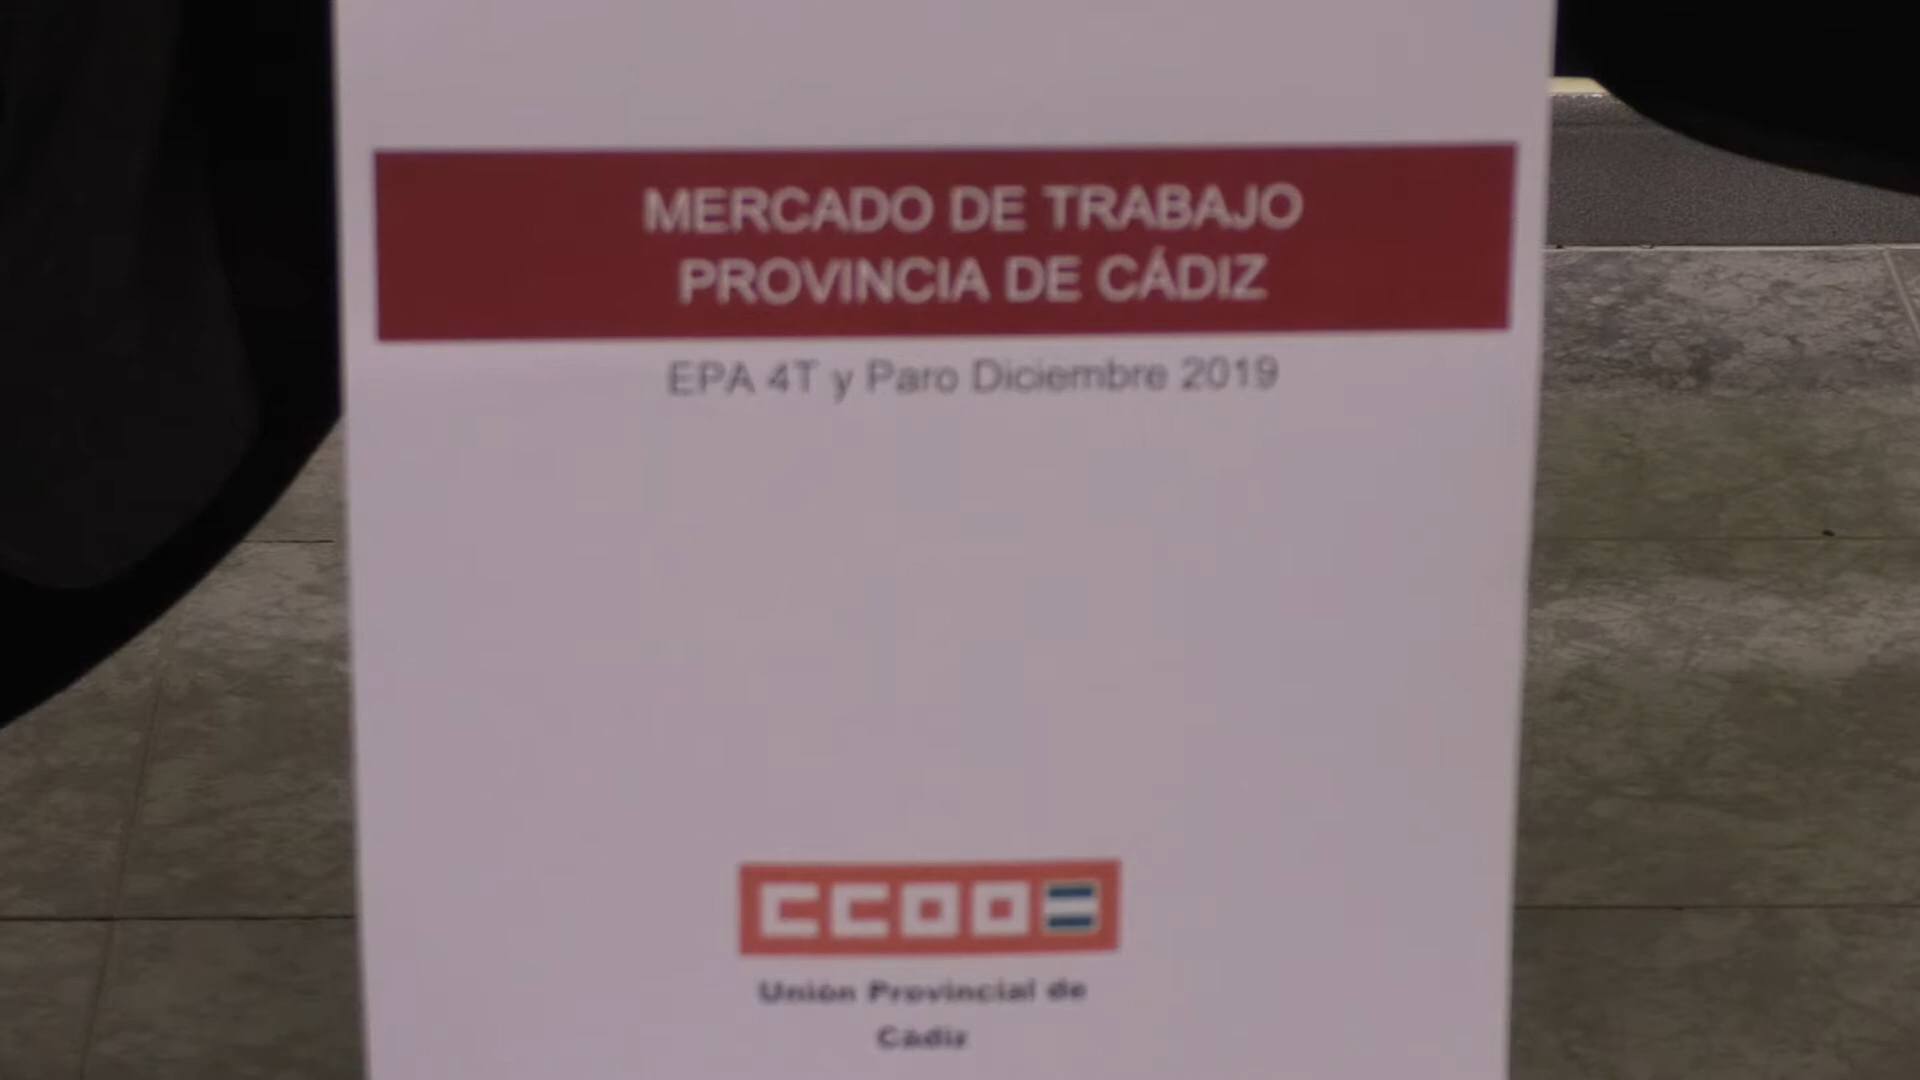 MERCADO DE TRABAJO
PROVINCIA DE CÁDIZ
EPA 4T y Paro Diciembre 2019
CCOO
Unión Provincial de
Cádiz